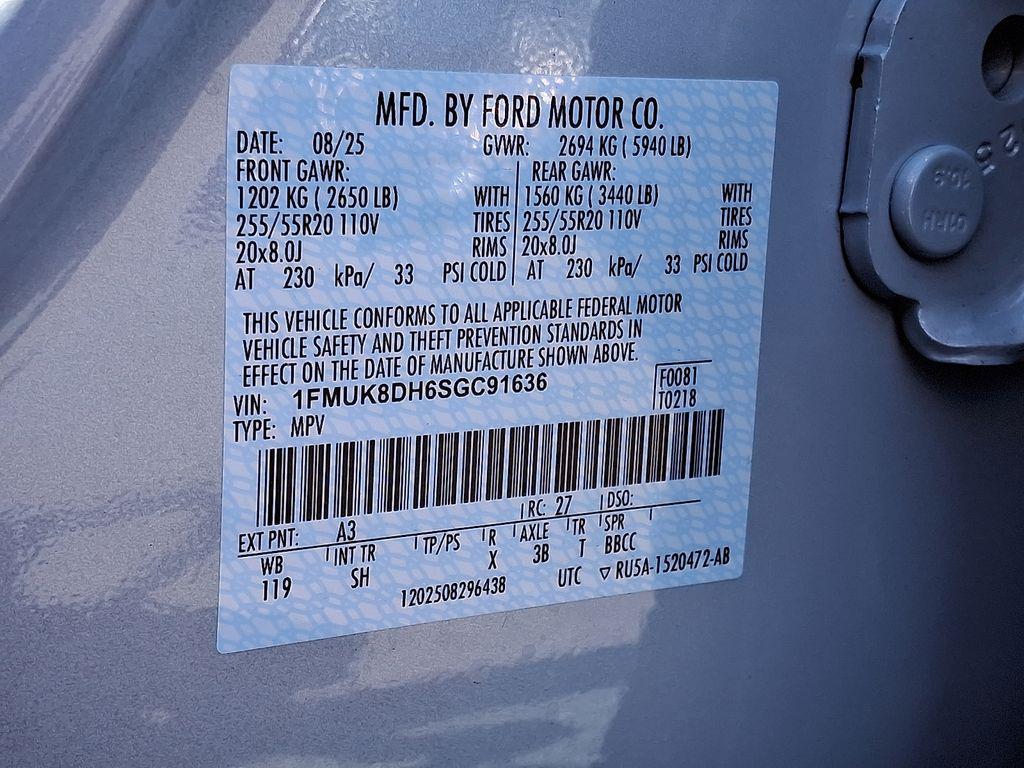 MFD. BY FORD MOTOR CO.
DATE: 08/25 GVWR: 2694 KG ( 5940 LB)
FRONT GAWR: REAR GAWR:
1202 KG ( 2650 LB) WITH 1560 KG ( 3440 LB) WITH
255/55R20 110V TIRES 255/55R20 110V TIRES
20x8.0J RIMS 20x8.0J RIMS
AT 230 kPa/ 33 PSI COLD AT 230 kPa/ 33 PSI COLD
THIS VEHICLE CONFORMS TO ALL APPLICABLE FEDERAL MOTOR
VEHICLE SAFETY AND THEFT PREVENTION STANDARDS IN
EFFECT ON THE DATE OF MANUFACTURE SHOWN ABOVE.
VIN: 1FMUK8DH6SGC91636 F0081
TYPE: MPV T0218
EXT PNT: A3 RC: 27 DSO:
WB INT TR TP/PS R AXLE TR SPR
119 SH X 3B T BBCC
1202508296438 UTC ▽ RU5A-1520472-AB